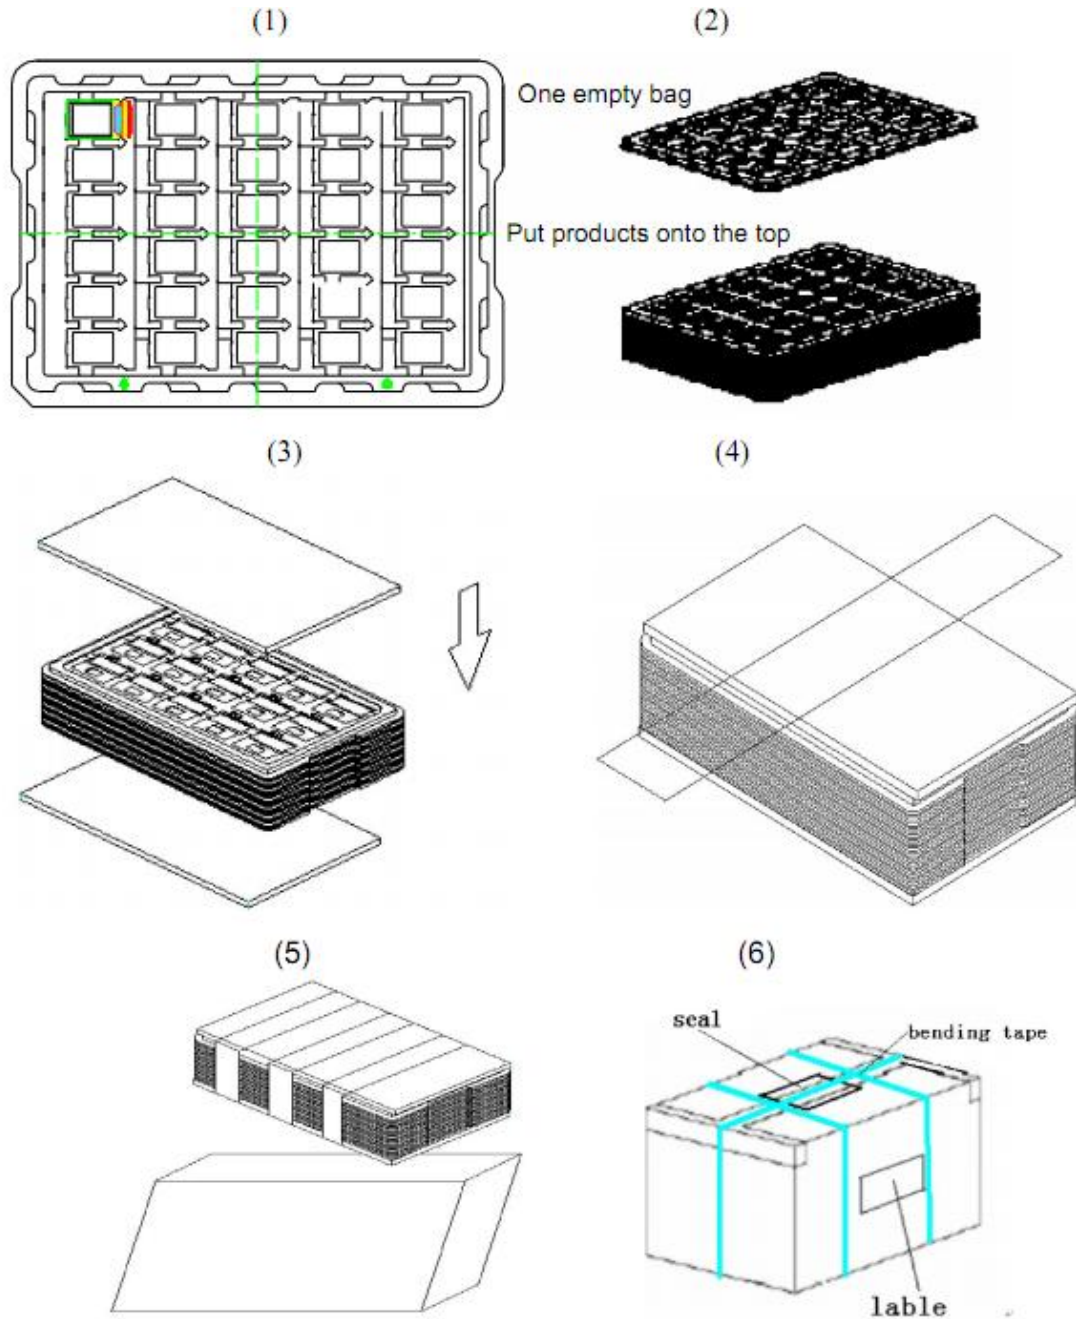 (1)
(2)
One empty bag
Put products onto the top
(3)
(4)
(5)
(6)
seal
bending tape
lable